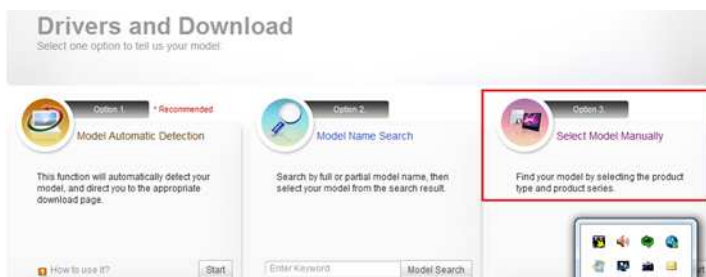 Drivers and Download
Select one option to tell us your model.
Option 1.
* Recommended
Model Automatic Detection
This function will automatically detect your
model, and direct you to the appropriate
download page.
How to use it?
Start
Option 2.
Model Name Search
Search by full or partial model name, then
select your model from the search result.
Enter Keyword
Model Search
Option 3.
Select Model Manually
Find your model by selecting the product
type and product series.